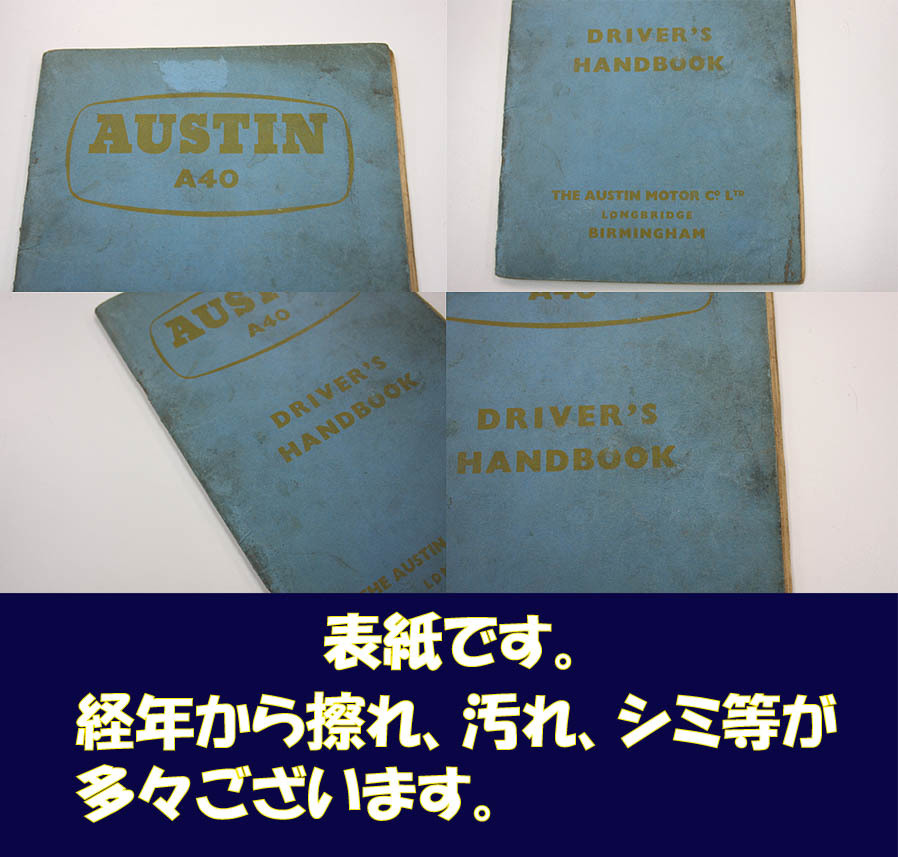 AUSTIN
A40
DRIVER'S
HANDBOOK
THE AUSTIN MOTOR Cº LTD
LONGBRIDGE
BIRMINGHAM
AUSTIN
A40
DRIVER'S
HANDBOOK
THE AUSTIN
A40
DRIVER'S
HANDBOOK
表紙です。
経年から擦れ、汚れ、シミ等が
多々ございます。